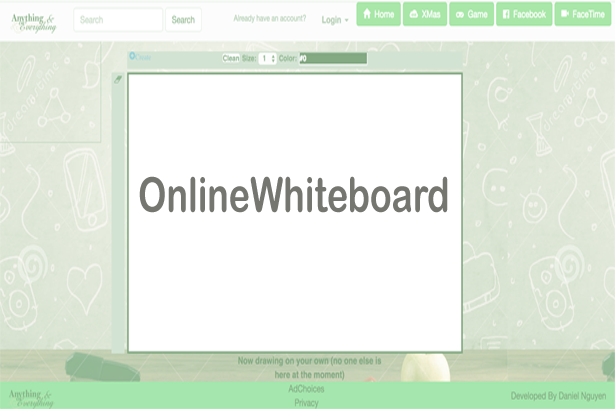 Anything &
Everything
Search
Search
Already have an account?
Login
Home
XMas
Game
Facebook
FaceTime
Clean
Size:
1
Color:
OnlineWhiteboard
Now drawing on your own (no one else is
here at the moment)
AdChoices
Privacy
Anything &
Everything
Developed By Daniel Nguyen